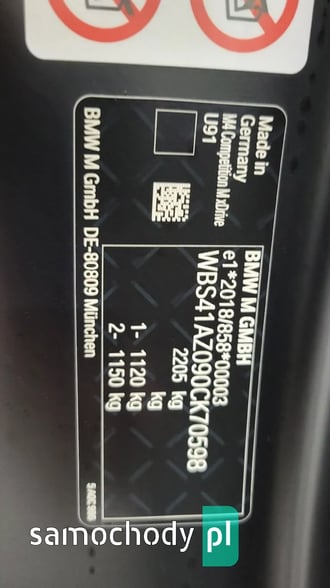 Made in
Germany
M4 Competition M xDrive
U91
BMW M GMBH
e1*2018/858*00003
WBS41AZ090CK70598
2205 kg
kg
1- 1120 kg
2- 1150 kg
BMW M GmbH DE-80809 München
samochody pl